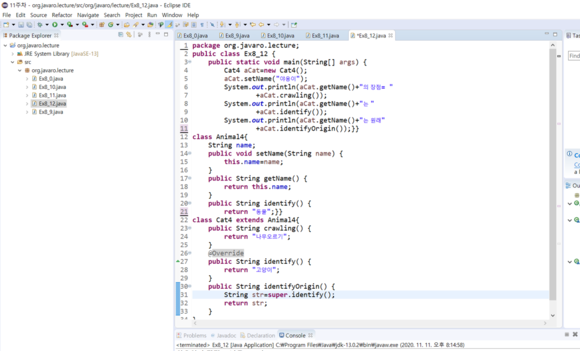 11주차 - org.javaro.lecture/src/org/javaro/lecture/Ex8_12.java - Eclipse IDE
File Edit Source Refactor Navigate Search Project Run Window Help
Package Explorer
org.javaro.lecture
JRE System Library [JavaSE-13]
src
org.javaro.lecture
Ex8_0.java
Ex8_10.java
Ex8_11.java
Ex8_12.java
Ex8_9.java
Ex8_0.java Ex8_9.java Ex8_10.java Ex8_11.java *Ex8_12.java
1 package org.javaro.lecture;
2 public class Ex8_12 {
3 public static void main(String[] args) {
4 Cat4 aCat=new Cat4();
5 aCat.setName("야옹이");
6 System.out.println(aCat.getName()+"의 장점= "
7 +aCat.crawling());
8 System.out.println(aCat.getName()+"는 "
9 +aCat.identify());
10 System.out.println(aCat.getName()+"는 원래"
11 +aCat.identifyOrigin());}}
12 class Animal4{
13 String name;
14 public void setName(String name) {
15 this.name=name;
16 }
17 public String getName() {
18 return this.name;
19 }
20 public String identify() {
21 return "동물";}}
22 class Cat4 extends Animal4{
23 public String crawling() {
24 return "나무오르기";
25 }
26 @Override
27 public String identify() {
28 return "고양이";
29 }
30 public String identifyOrigin() {
31 String str=super.identify();
32 return str;
33 }
Problems Javadoc Declaration Console
<terminated> Ex8_12 [Java Application] C:₩Program Files₩Java₩jdk-13.0.2₩bin₩javaw.exe (2020. 11. 11. 오후 8:14:58)
Find